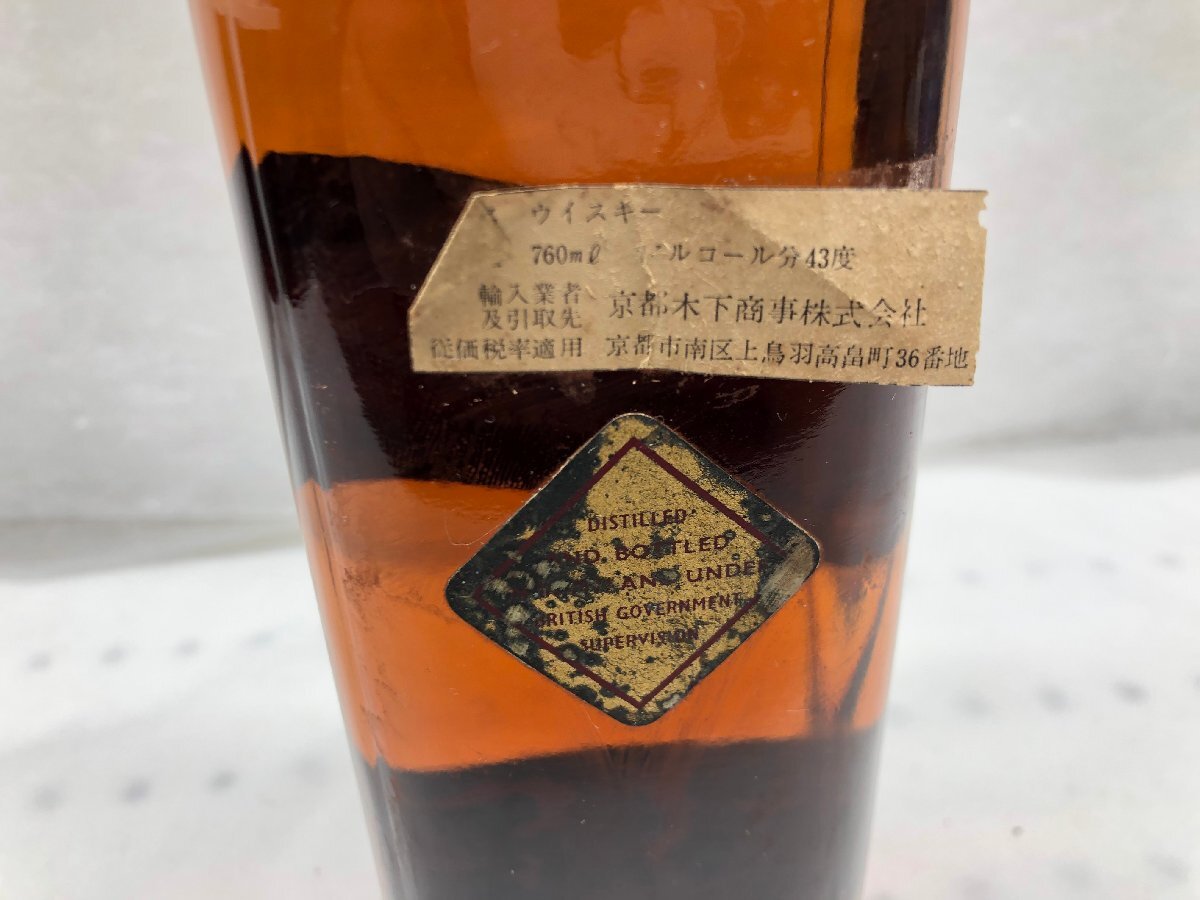 ウイスキー
760mℓ アルコール分43度
輸入業者
及引取先 京都木下商事株式会社
従価税率適用 京都市南区上鳥羽高畠町36番地
DISTILLED
AND BOTTLED
AND UNDER
BRITISH GOVERNMENT
SUPERVISION